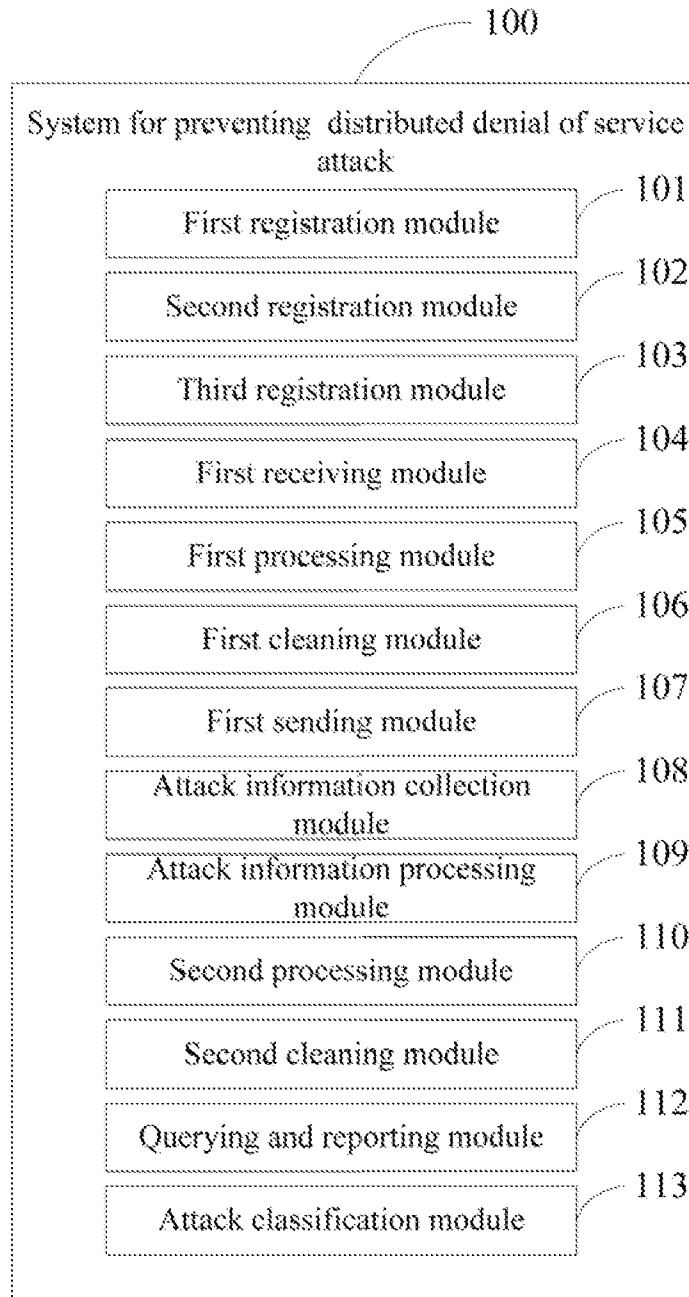 100
System for preventing distributed denial of service
attack
101
First registration module
102
Second registration module
103
Third registration module
104
First receiving module
105
First processing module
106
First cleaning module
107
First sending module
108
Attack information collection
module
109
Attack information processing
module
110
Second processing module
111
Second cleaning module
112
Querying and reporting module
113
Attack classification module